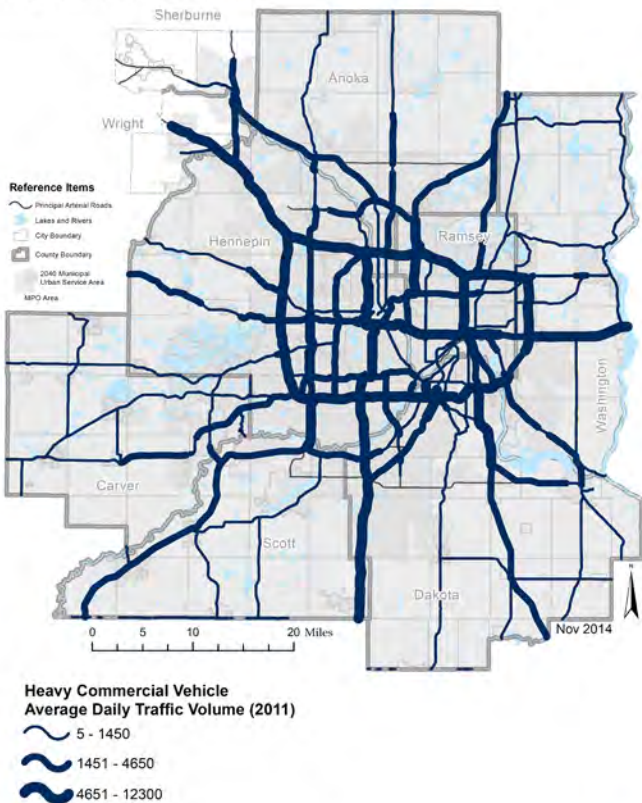 Sherburne
Anoka
Wright
Reference Items
Principal Arterial Roads
Lakes and Rivers
City Boundary
County Boundary
2040 Municipal
Urban Service Area
MPO Area
Hennepin
Ramsey
Washington
Carver
Scott
Dakota
N
Nov 2014
0 5 10 20 Miles
Heavy Commercial Vehicle
Average Daily Traffic Volume (2011)
5 - 1450
1451 - 4650
4651 - 12300